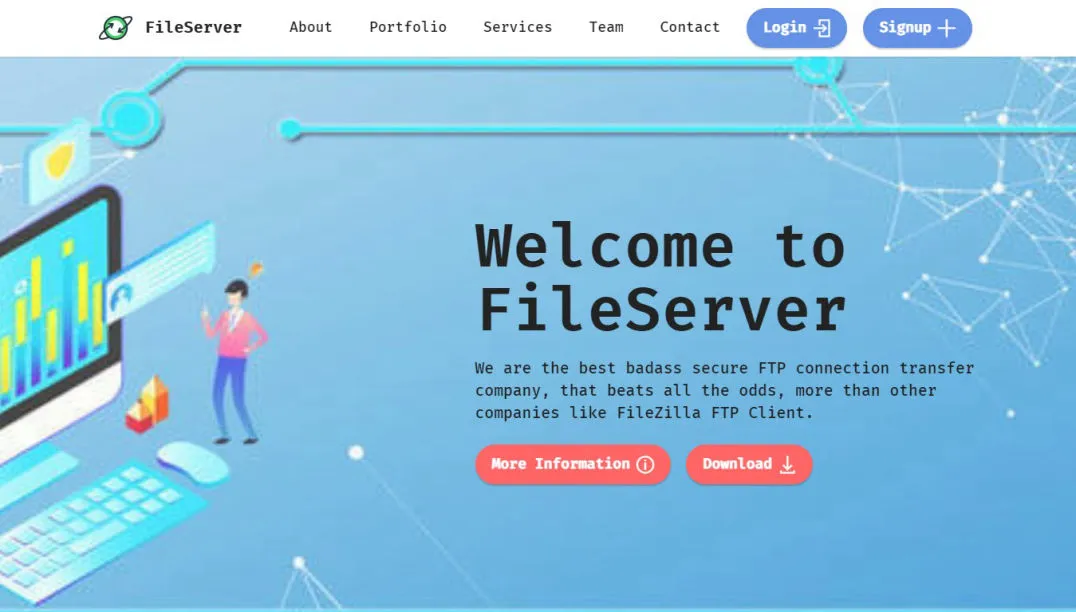 FileServer About Portfolio Services Team Contact Login Signup
Welcome to
FileServer
We are the best badass secure FTP connection transfer
company, that beats all the odds, more than other
companies like FileZilla FTP Client.
More Information Download